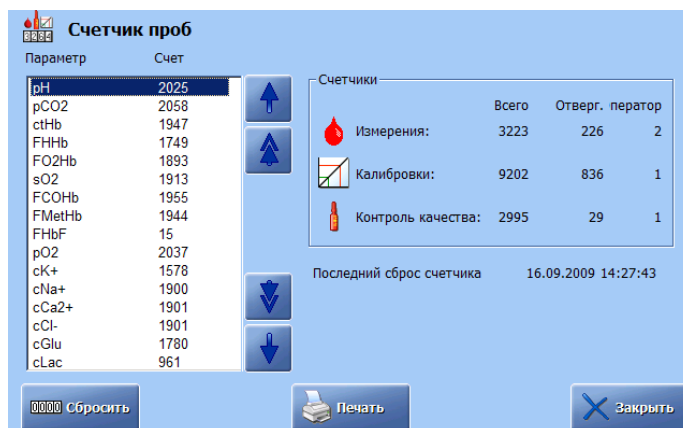 Счетчик проб
Параметр Счет
pH 2025
pCO2 2058
ctHb 1947
FHHb 1749
FO2Hb 1893
sO2 1913
FCOHb 1955
FMetHb 1944
FHbF 15
pO2 2037
cK+ 1578
cNa+ 1900
cCa2+ 1901
cCl- 1901
cGlu 1780
cLac 961
Счетчики
Всего Отверг. ператор
Измерения: 3223 226 2
Калибровки: 9202 836 1
Контроль качества: 2995 29 1
Последний сброс счетчика 16.09.2009 14:27:43
Сбросить
Печать
Закрыть